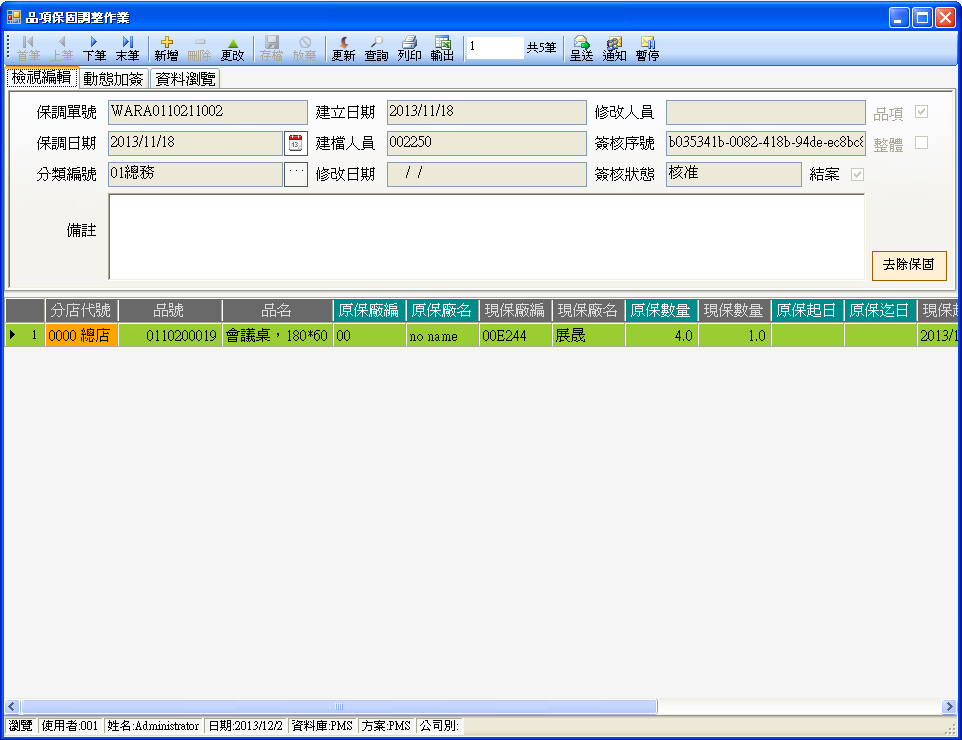 品項保固調整作業
首筆 上筆 下筆 末筆 新增 刪除 更改 存檔 放棄 更新 查詢 列印 輸出 1 共5筆 呈送 通知 暫停
檢視編輯 動態加簽 資料瀏覽
保調單號 WARA0110211002 建立日期 2013/11/18 修改人員 品項
保調日期 2013/11/18 建檔人員 002250 簽核序號 b035341b-0082-418b-94de-ec8bc8 整體
分類編號 01總務 ... 修改日期 / / 簽核狀態 核准 結案
備註
去除保固
分店代號 品號 品名 原保廠編 原保廠名 現保廠編 現保廠名 原保數量 現保數量 原保起日 原保迄日 現保起
1 0000 總店 0110200019 會議桌，180*60 00 no name 00E244 展晟 4.0 1.0 2013/1
瀏覽 使用者:001 姓名:Administrator 日期:2013/12/2 資料庫:PMS 方案:PMS 公司別: